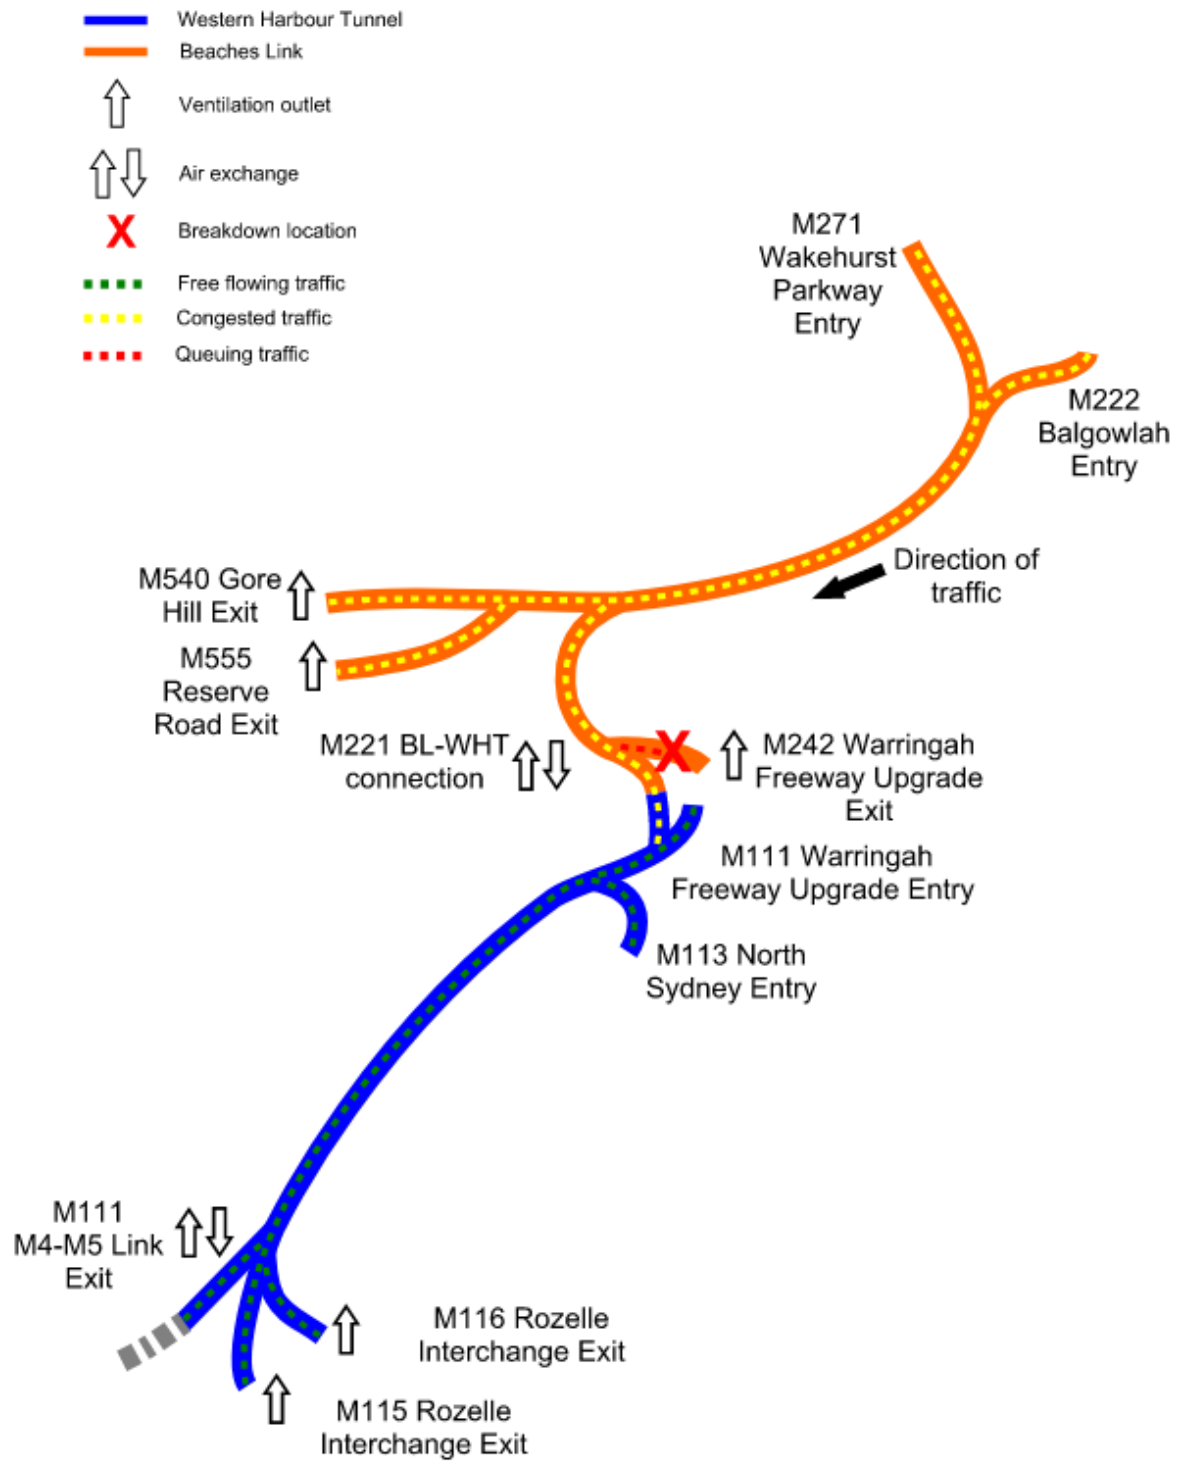 Western Harbour Tunnel
Beaches Link
Ventilation outlet
Air exchange
X
Breakdown location
Free flowing traffic
Congested traffic
Queuing traffic
M271
Wakehurst
Parkway
Entry
M222
Balgowlah
Entry
Direction of
traffic
M540 Gore
Hill Exit
M555
Reserve
Road Exit
M221 BL-WHT
connection
X
M242 Warringah
Freeway Upgrade
Exit
M111 Warringah
Freeway Upgrade Entry
M113 North
Sydney Entry
M111
M4-M5 Link
Exit
M116 Rozelle
Interchange Exit
M115 Rozelle
Interchange Exit